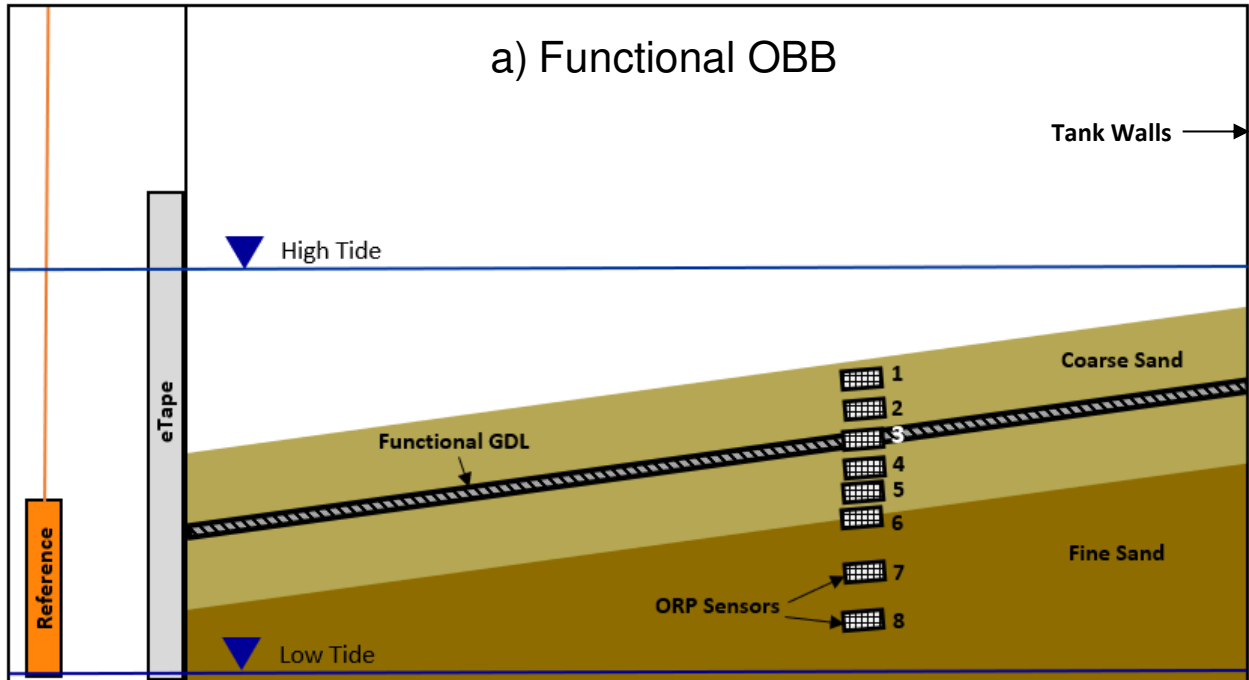 a) Functional OBB
Tank Walls
High Tide
Coarse Sand
1
2
Functional GDL
3
4
5
6
eTape
Reference
Fine Sand
7
ORP Sensors
8
Low Tide